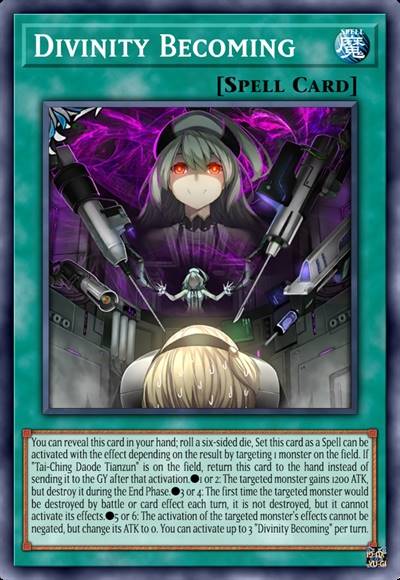 DIVINITY BECOMING
SPELL
魔
[SPELL CARD]
You can reveal this card in your hand; roll a six-sided die, Set this card as a Spell can be
activated with the effect depending on the result by targeting 1 monster on the field. If
"Tai-Ching Daode Tianzun" is on the field, return this card to the hand instead of
sending it to the GY after that activation.●1 or 2: The targeted monster gains 1200 ATK,
but destroy it during the End Phase.●3 or 4: The first time the targeted monster would
be destroyed by battle or card effect each turn, it is not destroyed, but it cannot
activate its effects.●5 or 6: The activation of the targeted monster's effects cannot be
negated, but change its ATK to 0. You can activate up to 3 "Divinity Becoming" per turn.